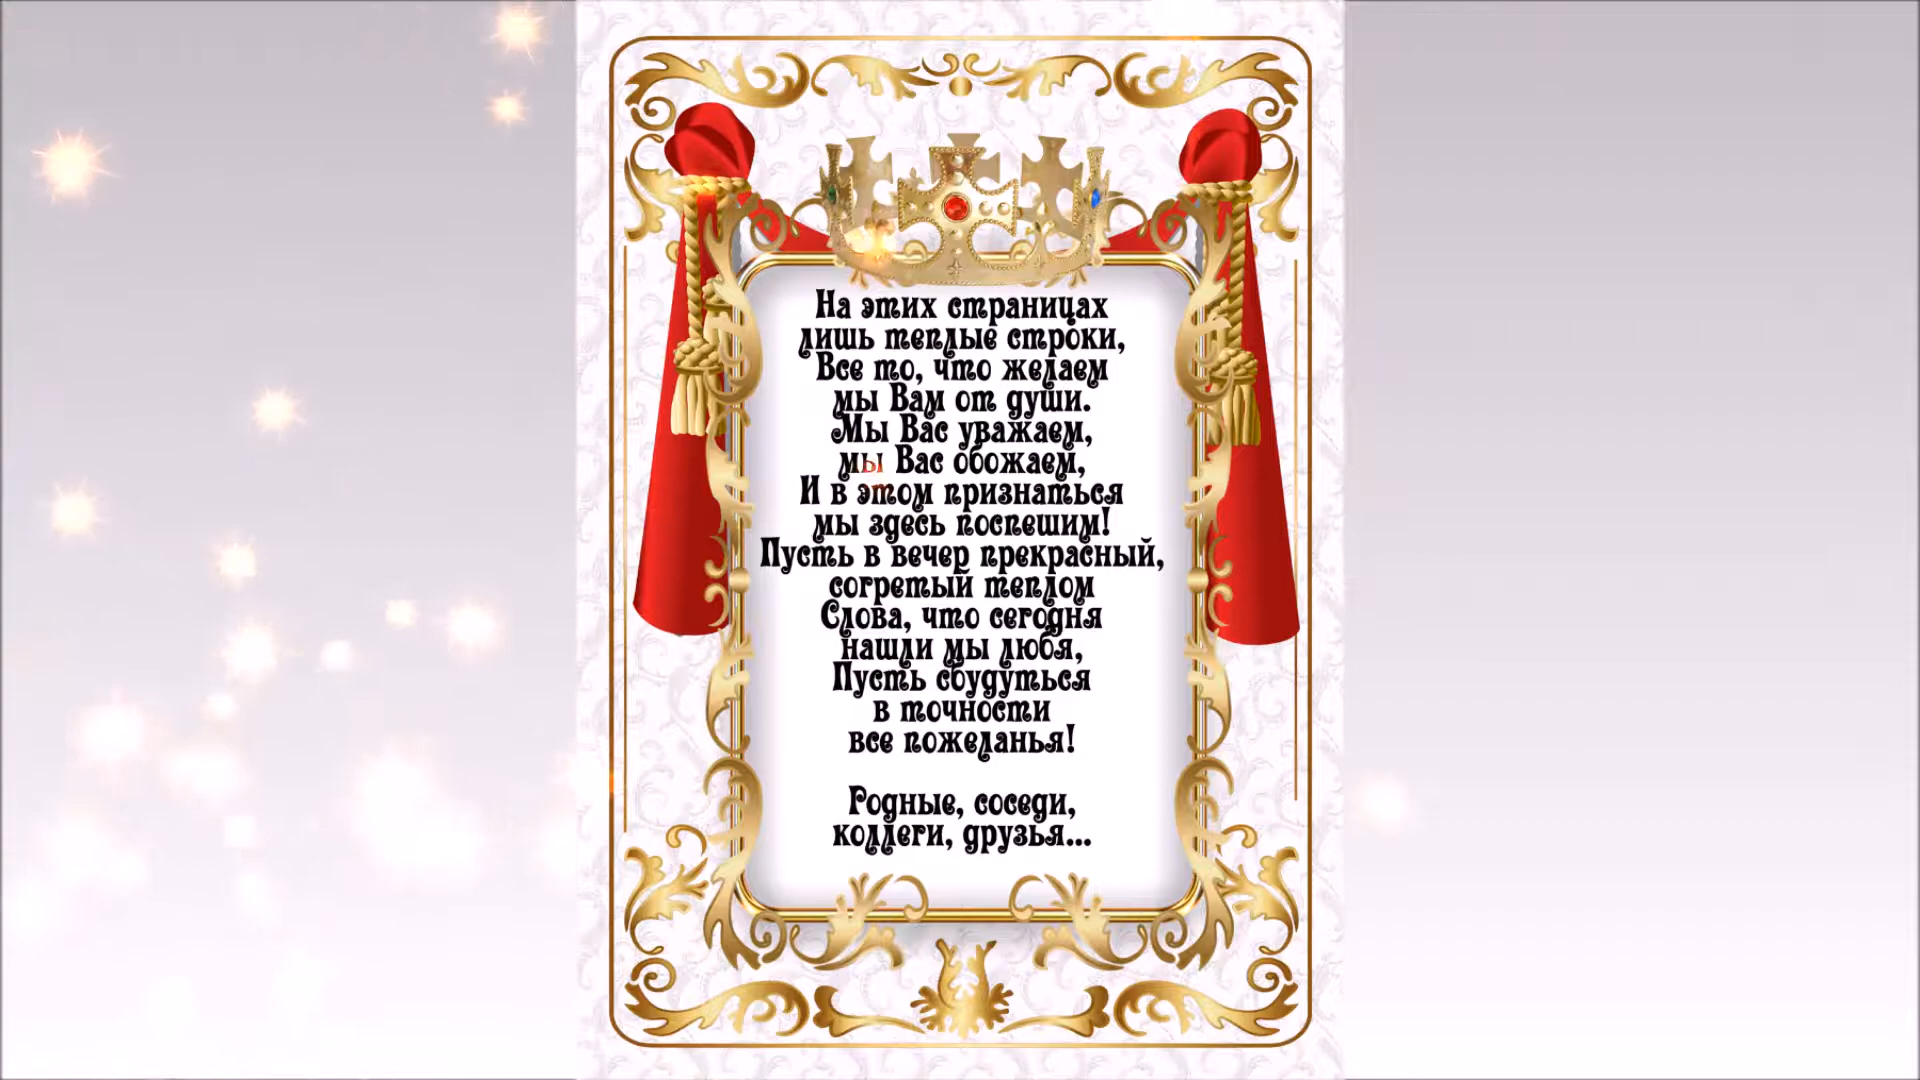 На этих страницах
лишь теплые строки,
Все то, что желаем
мы Вам от души.
Мы Вас уважаем,
мы Вас обожаем,
И в этом признаться
мы здесь поспешим!
Пусть в вечер прекрасный,
согретый теплом
Слова, что сегодня
нашли мы любя,
Пусть сбудуться
в точности
все пожеланья!
Родные, соседи,
коллеги, друзья...